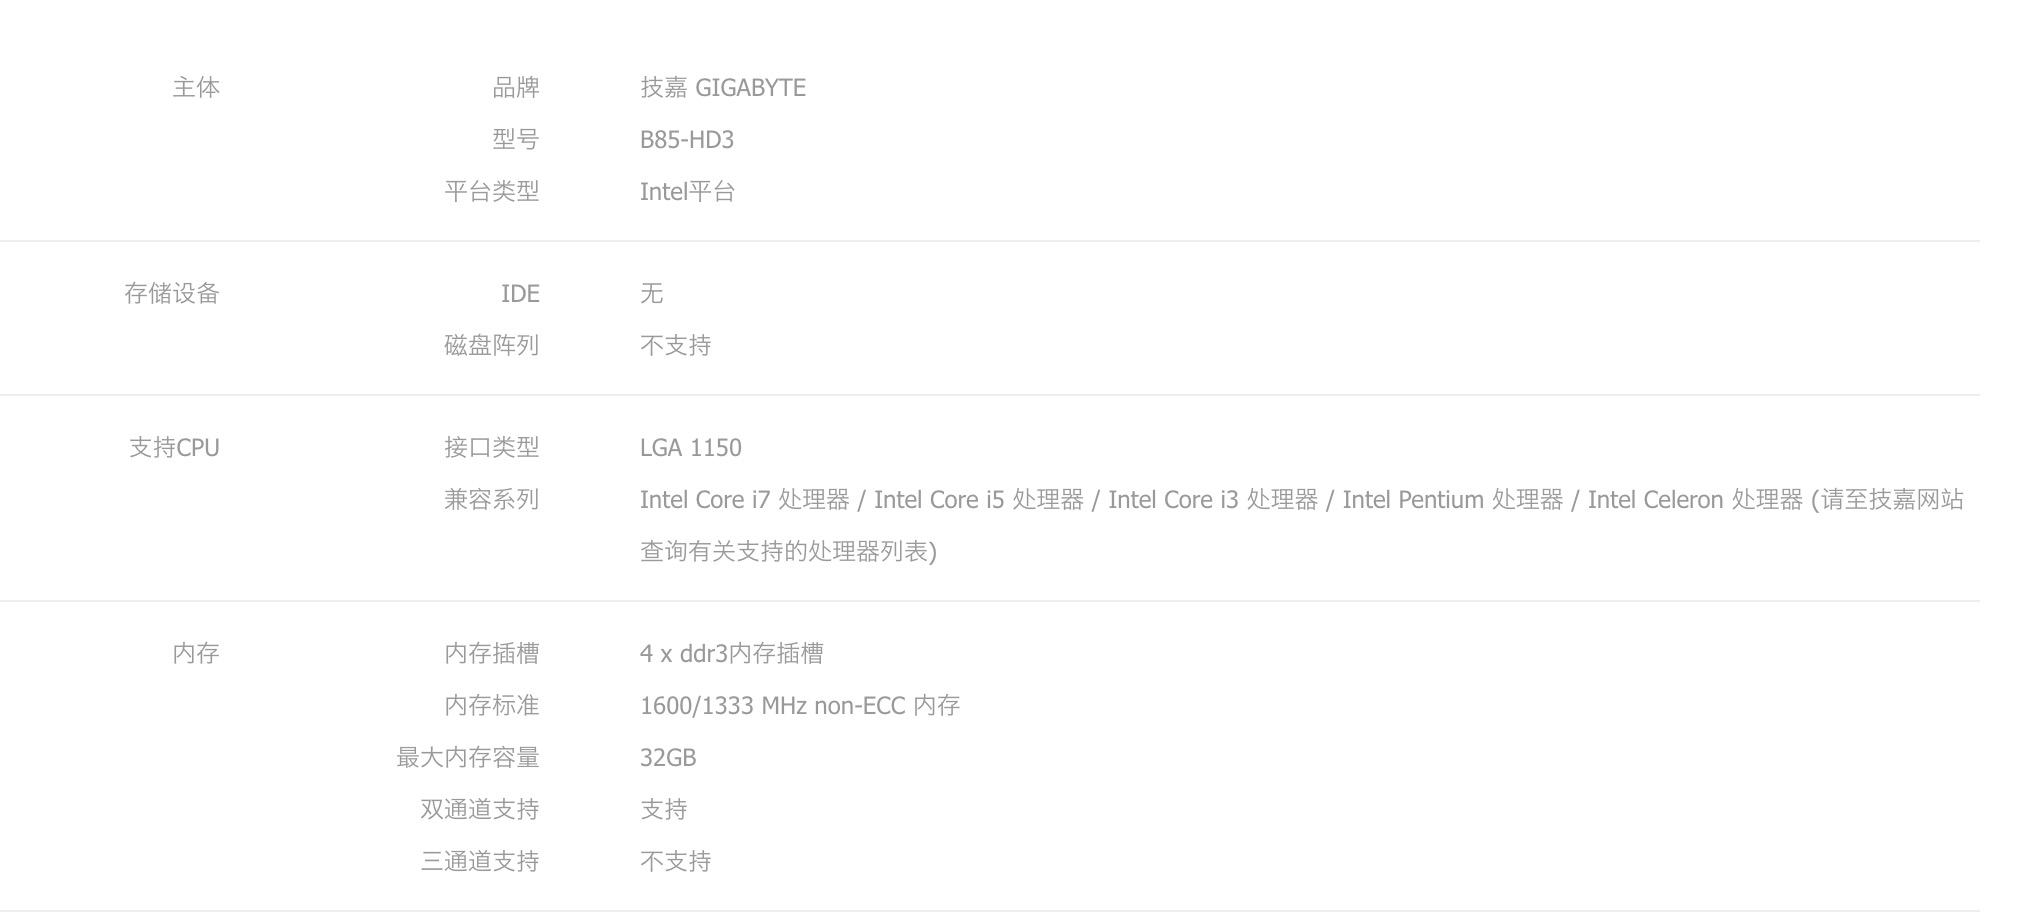 主体 品牌 技嘉 GIGABYTE
型号 B85-HD3
平台类型 Intel平台
存储设备 IDE 无
磁盘阵列 不支持
支持CPU 接口类型 LGA 1150
兼容系列 Intel Core i7 处理器 / Intel Core i5 处理器 / Intel Core i3 处理器 / Intel Pentium 处理器 / Intel Celeron 处理器 (请至技嘉网站
查询有关支持的处理器列表)
内存 内存插槽 4 x ddr3内存插槽
内存标准 1600/1333 MHz non-ECC 内存
最大内存容量 32GB
双通道支持 支持
三通道支持 不支持